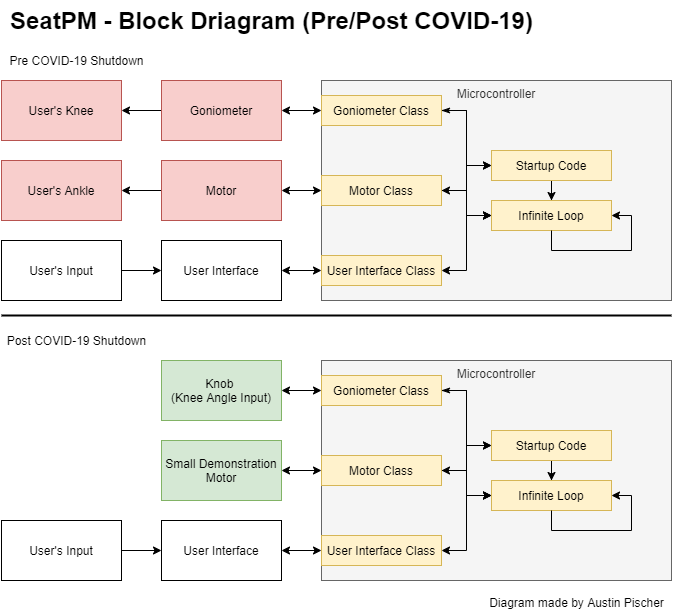 SeatPM - Block Driagram (Pre/Post COVID-19)
Pre COVID-19 Shutdown
Microcontroller
User's Knee
Goniometer
Goniometer Class
Startup Code
User's Ankle
Motor
Motor Class
Infinite Loop
User's Input
User Interface
User Interface Class
Post COVID-19 Shutdown
Microcontroller
Knob
(Knee Angle Input)
Goniometer Class
Startup Code
Small Demonstration
Motor
Motor Class
Infinite Loop
User's Input
User Interface
User Interface Class
Diagram made by Austin Pischer